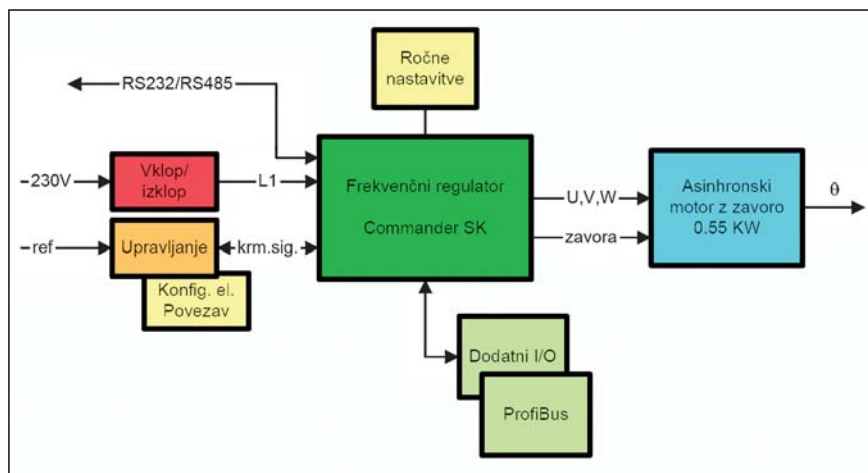 Ročne
nastavitve
RS232/RS485
Frekvenčni regulator
Commander SK
~230V
Vklop/
izklop
L1
~ref
Upravljanje
krm.sig.
Konfig. el.
Povezav
U,V,W
zavora
Asinhronski
motor z zavoro
0.55 KW
θ
Dodatni I/O
ProfiBus